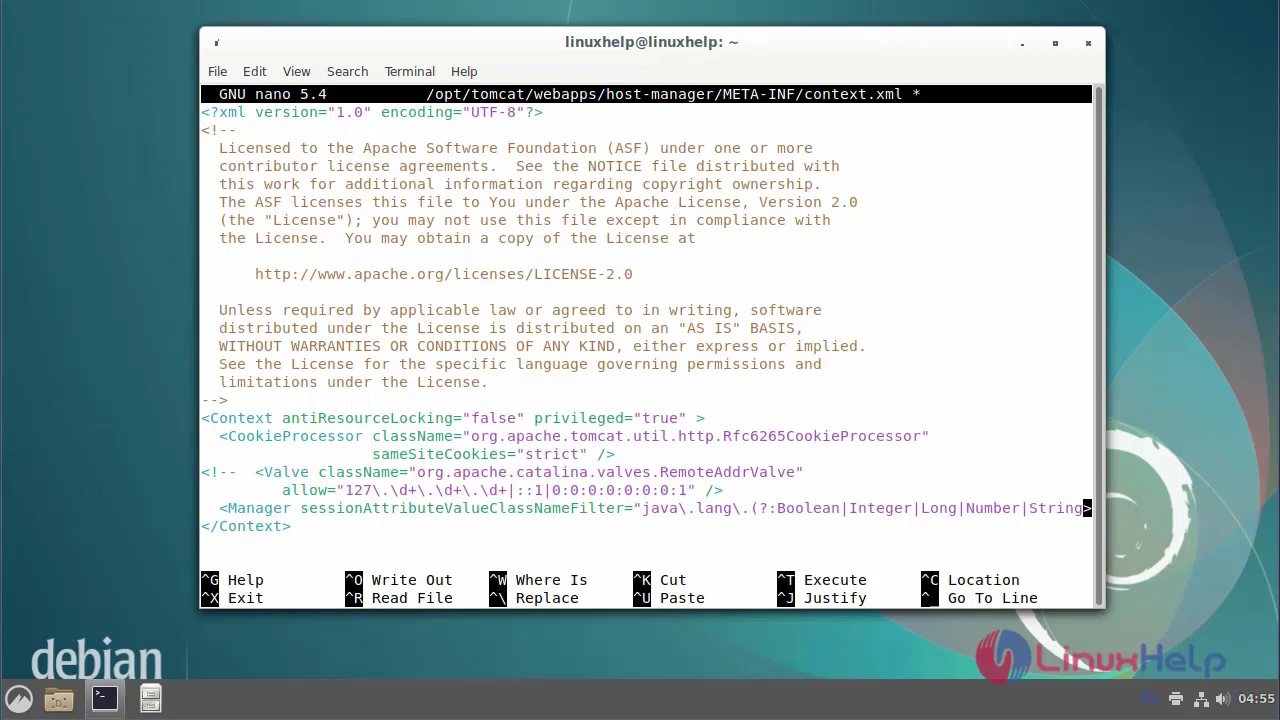 linuxhelp@linuxhelp: ~
File Edit View Search Terminal Help
GNU nano 5.4 /opt/tomcat/webapps/host-manager/META-INF/context.xml *
<?xml version="1.0" encoding="UTF-8"?>
<!--
Licensed to the Apache Software Foundation (ASF) under one or more
contributor license agreements.  See the NOTICE file distributed with
this work for additional information regarding copyright ownership.
The ASF licenses this file to You under the Apache License, Version 2.0
(the "License"); you may not use this file except in compliance with
the License.  You may obtain a copy of the License at
http://www.apache.org/licenses/LICENSE-2.0
Unless required by applicable law or agreed to in writing, software
distributed under the License is distributed on an "AS IS" BASIS,
WITHOUT WARRANTIES OR CONDITIONS OF ANY KIND, either express or implied.
See the License for the specific language governing permissions and
limitations under the License.
-->
<Context antiResourceLocking="false" privileged="true" >
<CookieProcessor className="org.apache.tomcat.util.http.Rfc6265CookieProcessor"
sameSiteCookies="strict" />
<!--  <Valve className="org.apache.catalina.valves.RemoteAddrValve"
allow="127\.\d+\.\d+\.\d+|::1|0:0:0:0:0:0:0:1" />
<Manager sessionAttributeValueClassNameFilter="java\.lang\.(?:Boolean|Integer|Long|Number|String>
</Context>
^G Help ^O Write Out ^W Where Is ^K Cut ^T Execute ^C Location
^X Exit ^R Read File ^\ Replace ^U Paste ^J Justify ^_ Go To Line
debian
LinuxHelp
EN 04:55